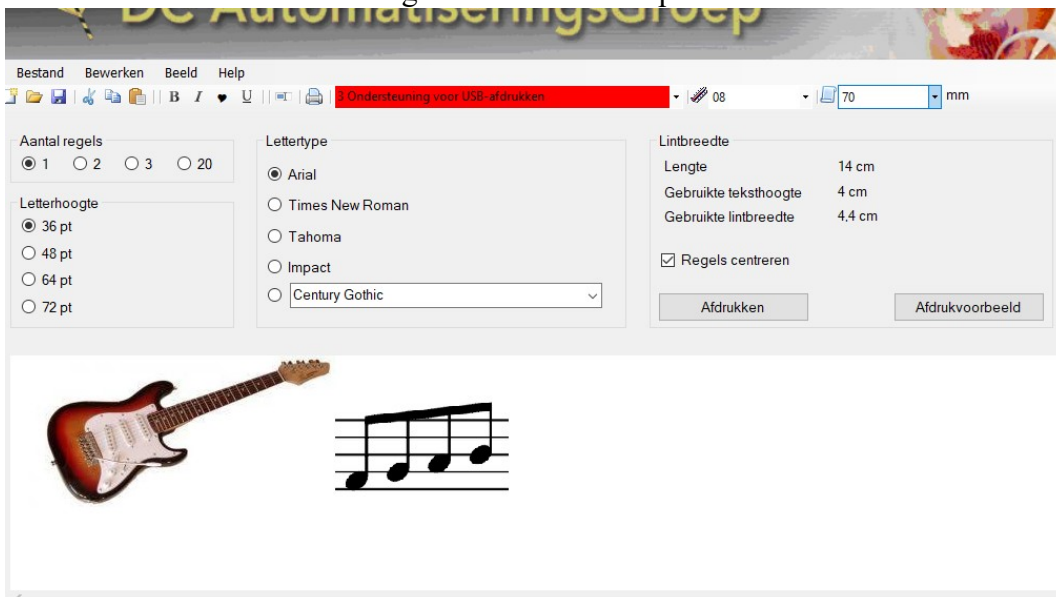 DC AutomatiseringsGroep
Bestand Bewerken Beeld Help
B I U 3.Ondersteuning voor USB-afdrukken 08 70 mm
Aantal regels
1 2 3 20
Letterhoogte
36 pt
48 pt
64 pt
72 pt
Lettertype
Arial
Times New Roman
Tahoma
Impact
Century Gothic
Lintbreedte
Lengte 14 cm
Gebruikte teksthoogte 4 cm
Gebruikte lintbreedte 4,4 cm
Regels centreren
Afdrukken Afdrukvoorbeeld